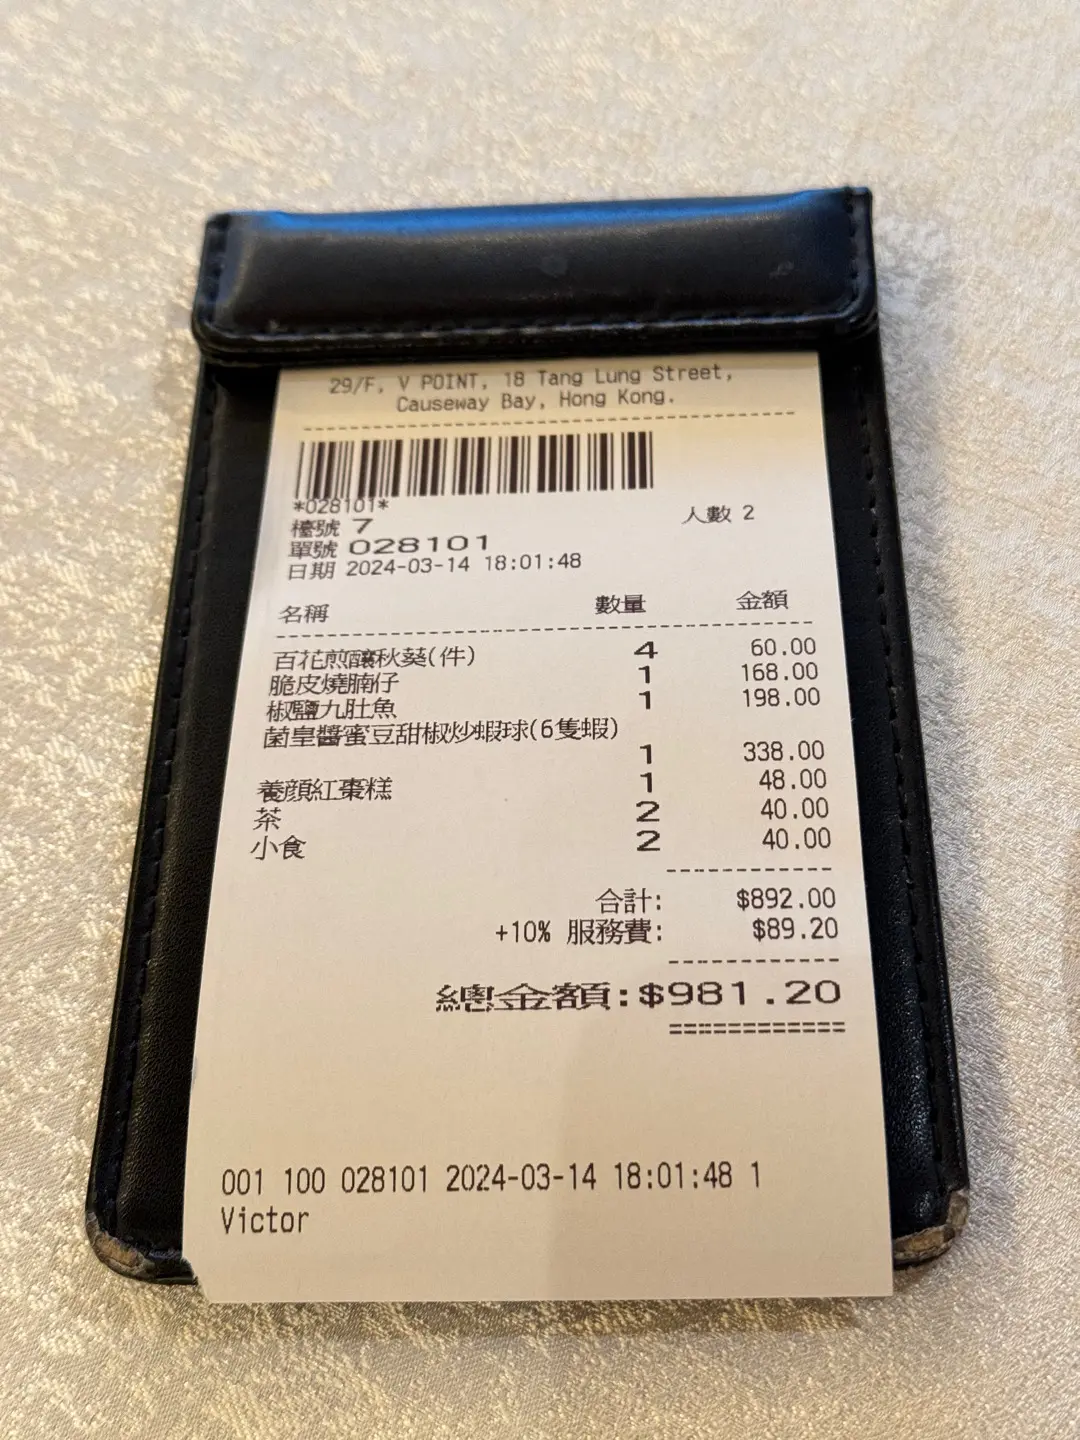 29/F, V POINT, 18 Tang Lung Street,
Causeway Bay, Hong Kong.
*028101*
檯號 7 人數 2
單號 028101
日期 2024-03-14 18:01:48
名稱 數量 金額
百花煎釀秋葵(件) 4 60.00
脆皮燒腩仔 1 168.00
椒鹽九肚魚 1 198.00
菌皇醬蜜豆甜椒炒蝦球(6隻蝦)
1 338.00
養顏紅棗糕 1 48.00
茶 2 40.00
小食 2 40.00
合計: $892.00
+10% 服務費: $89.20
總金額:$981.20
001 100 028101 2024-03-14 18:01:48 1
Victor